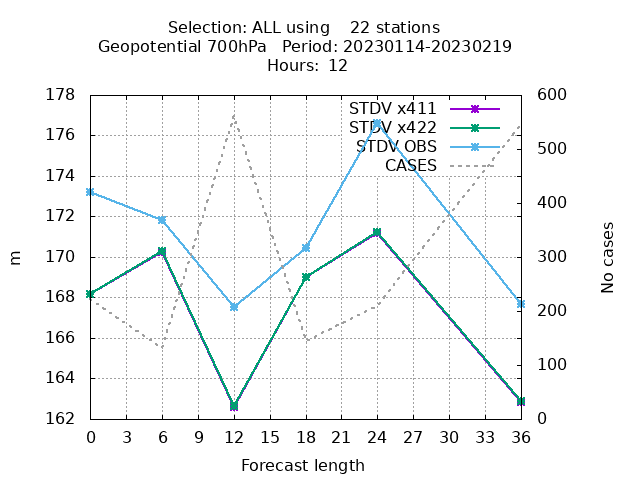 Selection: ALL using    22 stations
Geopotential 700hPa   Period: 20230114-20230219
Hours:  12
STDV x411
STDV x422
STDV OBS
CASES
178
176
174
172
170
168
166
164
162
m
600
500
400
300
200
100
0
No cases
0 3 6 9 12 15 18 21 24 27 30 33 36
Forecast length